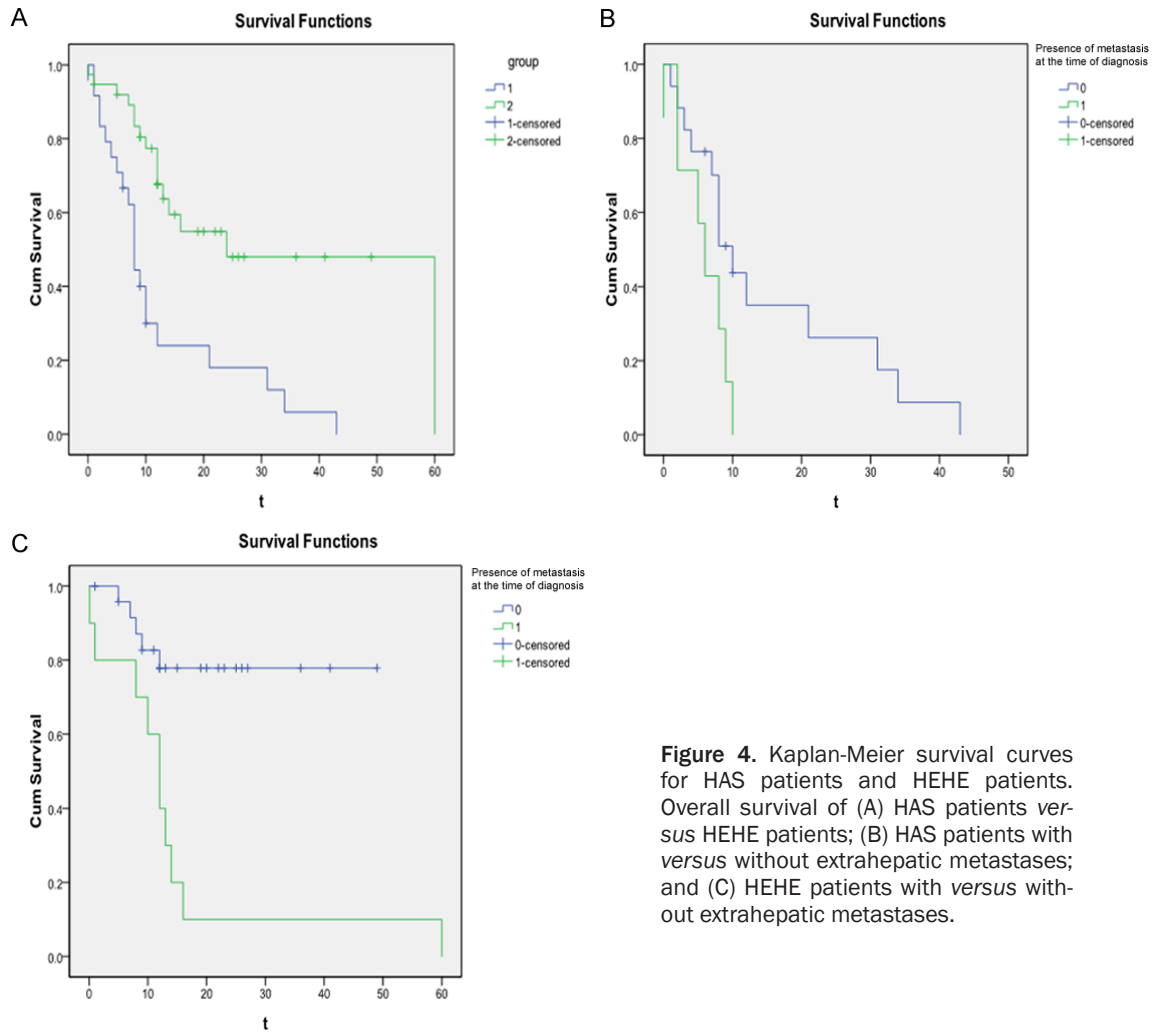 A
Survival Functions
Cum Survival
1.0
0.8
0.6
0.4
0.2
0.0
0 10 20 30 40 50 60
t
group
1
2
1-censored
2-censored
B
Survival Functions
Cum Survival
1.0
0.8
0.6
0.4
0.2
0.0
0 10 20 30 40 50
t
Presence of metastasis
at the time of diagnosis
0
1
0-censored
1-censored
C
Survival Functions
Cum Survival
1.0
0.8
0.6
0.4
0.2
0.0
0 10 20 30 40 50 60
t
Presence of metastasis
at the time of diagnosis
0
1
0-censored
1-censored
Figure 4. Kaplan-Meier survival curves
for HAS patients and HEHE patients.
Overall survival of (A) HAS patients ver-
sus HEHE patients; (B) HAS patients with
versus without extrahepatic metastases;
and (C) HEHE patients with versus with-
out extrahepatic metastases.